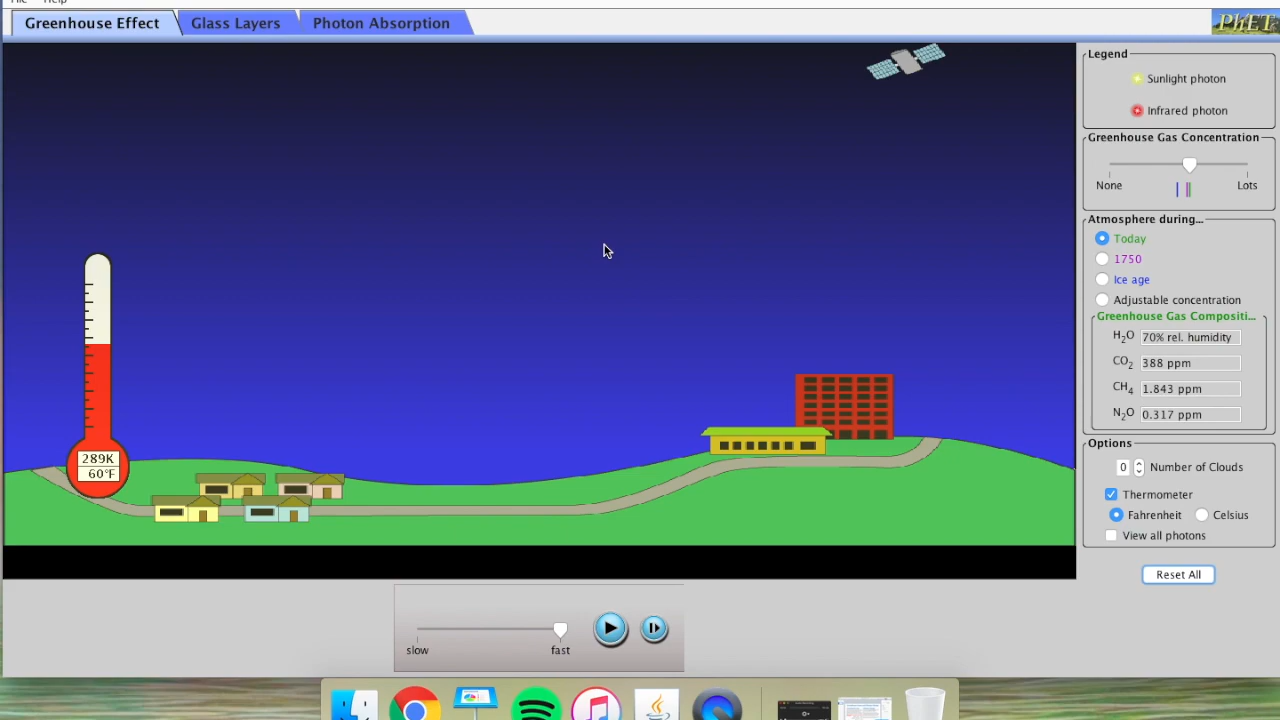 File Help
Greenhouse Effect Glass Layers Photon Absorption
PhET
Legend
Sunlight photon
Infrared photon
Greenhouse Gas Concentration
None Lots
Atmosphere during...
Today
1750
Ice age
Adjustable concentration
Greenhouse Gas Compositi...
H2O 70% rel. humidity
CO2 388 ppm
CH4 1.843 ppm
N2O 0.317 ppm
Options
0 Number of Clouds
Thermometer
Fahrenheit Celsius
View all photons
Reset All
289K
60°F
slow fast